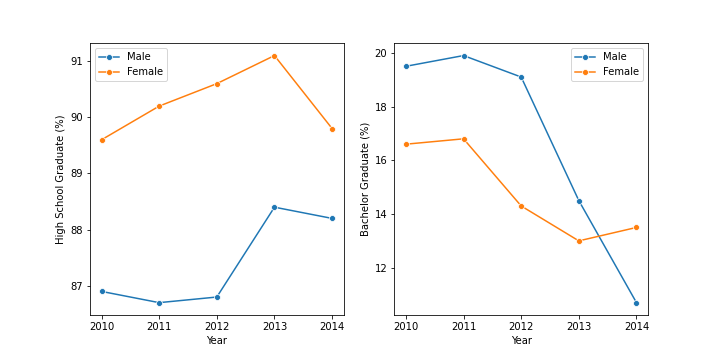 Male
Female
91
90
89
88
87
High School Graduate (%)
2010 2011 2012 2013 2014
Year
Male
Female
20
18
16
14
12
Bachelor Graduate (%)
2010 2011 2012 2013 2014
Year